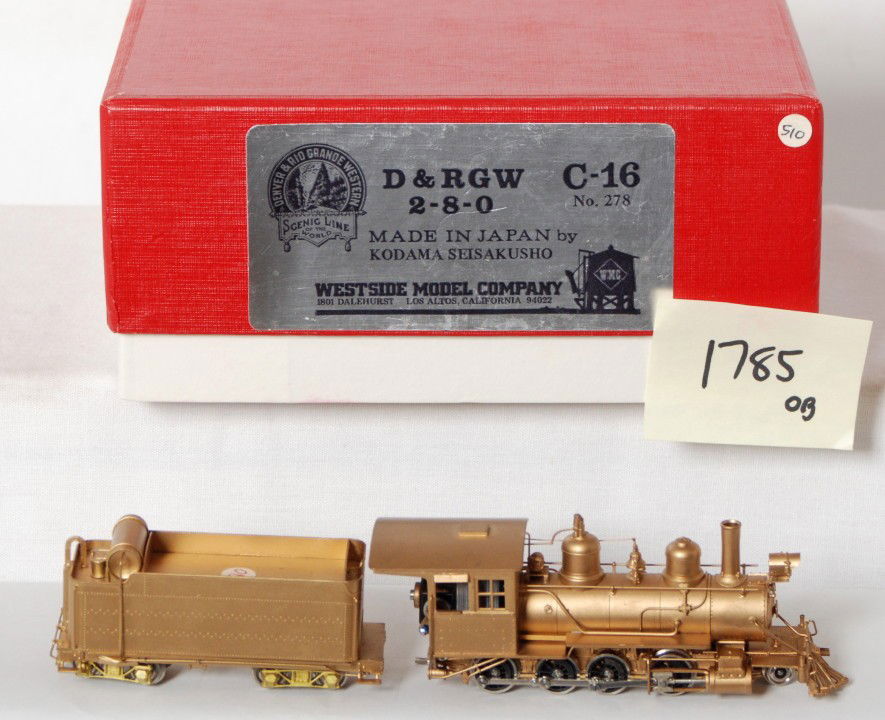 510
DENVER & RIO GRANDE WESTERN
SCENIC LINE
OF THE
WORLD
D & RGW C-16
2-8-0 No. 278
MADE IN JAPAN by
KODAMA SEISAKUSHO
WMC
WESTSIDE MODEL COMPANY
1801 DALEHURST LOS ALTOS, CALIFORNIA 94022
1785
OB